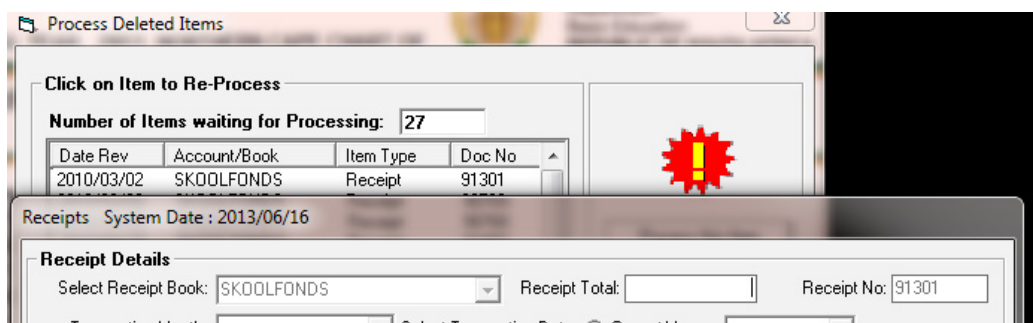 Process Deleted Items
Click on Item to Re-Process
Number of Items waiting for Processing: 27
Date Rev Account/Book Item Type Doc No
2010/03/02 SKOOLFONDS Receipt 91301
Receipts System Date : 2013/06/16
Receipt Details
Select Receipt Book: SKOOLFONDS Receipt Total: Receipt No: 91301